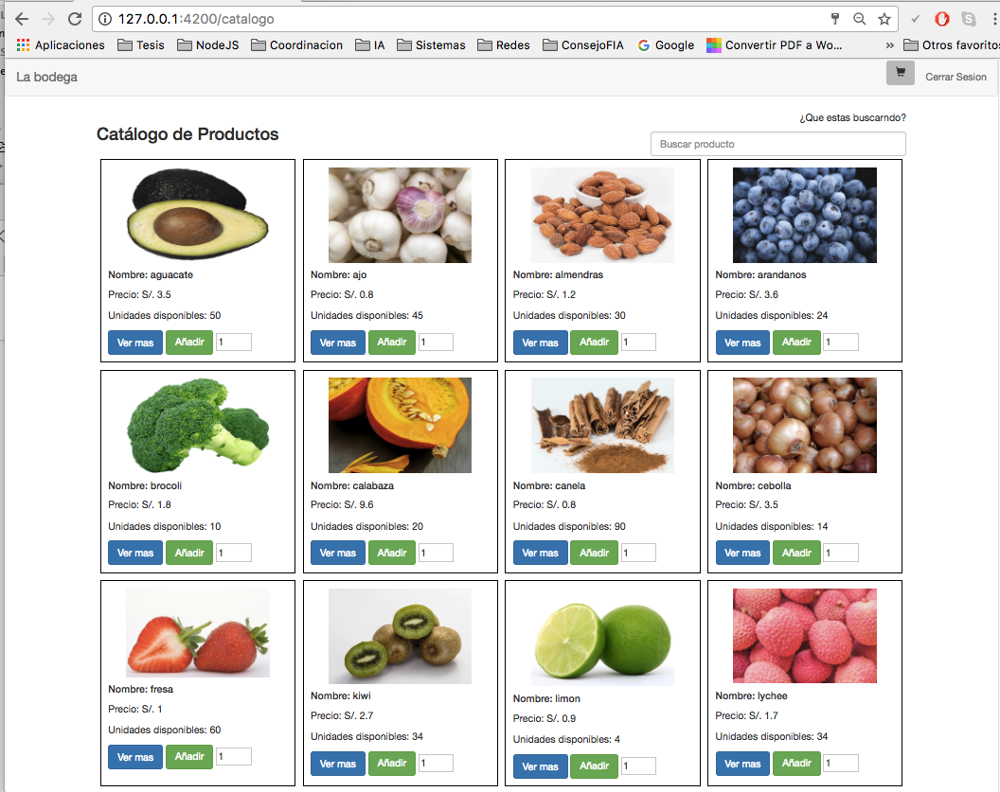 127.0.0.1:4200/catalogo
Aplicaciones Tesis NodeJS Coordinacion IA Sistemas Redes ConsejoFIA Google Convertir PDF a Wo... » Otros favoritos
La bodega Cerrar Sesion
¿Que estas buscarndo?
Catálogo de Productos
Buscar producto
Nombre: aguacate
Precio: S/. 3.5
Unidades disponibles: 50
Ver mas Añadir 1
Nombre: ajo
Precio: S/. 0.8
Unidades disponibles: 45
Ver mas Añadir 1
Nombre: almendras
Precio: S/. 1.2
Unidades disponibles: 30
Ver mas Añadir 1
Nombre: arandanos
Precio: S/. 3.6
Unidades disponibles: 24
Ver mas Añadir 1
Nombre: brocoli
Precio: S/. 1.8
Unidades disponibles: 10
Ver mas Añadir 1
Nombre: calabaza
Precio: S/. 9.6
Unidades disponibles: 20
Ver mas Añadir 1
Nombre: canela
Precio: S/. 0.8
Unidades disponibles: 90
Ver mas Añadir 1
Nombre: cebolla
Precio: S/. 3.5
Unidades disponibles: 14
Ver mas Añadir 1
Nombre: fresa
Precio: S/. 1
Unidades disponibles: 60
Ver mas Añadir 1
Nombre: kiwi
Precio: S/. 2.7
Unidades disponibles: 34
Ver mas Añadir 1
Nombre: limon
Precio: S/. 0.9
Unidades disponibles: 4
Ver mas Añadir 1
Nombre: lychee
Precio: S/. 1.7
Unidades disponibles: 34
Ver mas Añadir 1